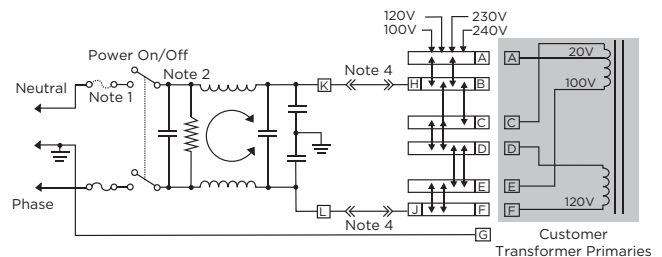 120V 230V
100V 240V
Power On/Off
A A 20V
Neutral Note 1 Note 2 K Note 4 H B 100V
C C
D D
E E
Phase 120V
L Note 4 J F F
G
Customer
Transformer Primaries